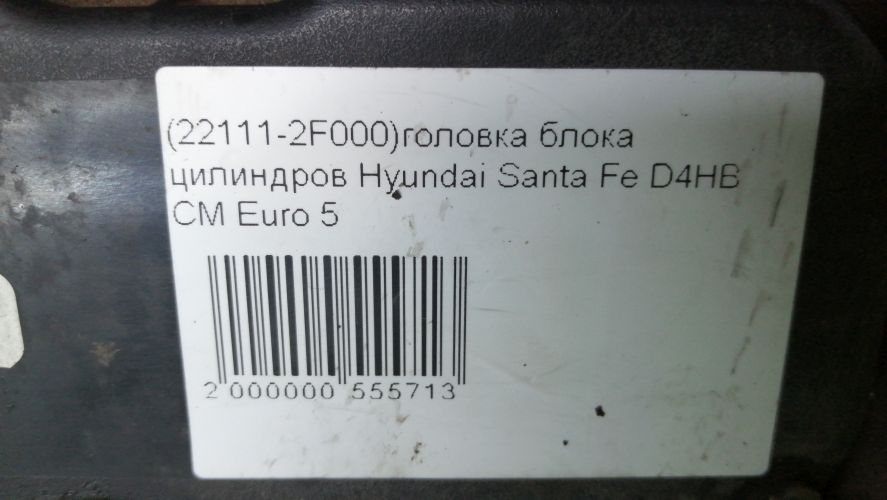 (22111-2F000)головка блока
цилиндров Hyundai Santa Fe D4HB
CM Euro 5
2 000000 555713